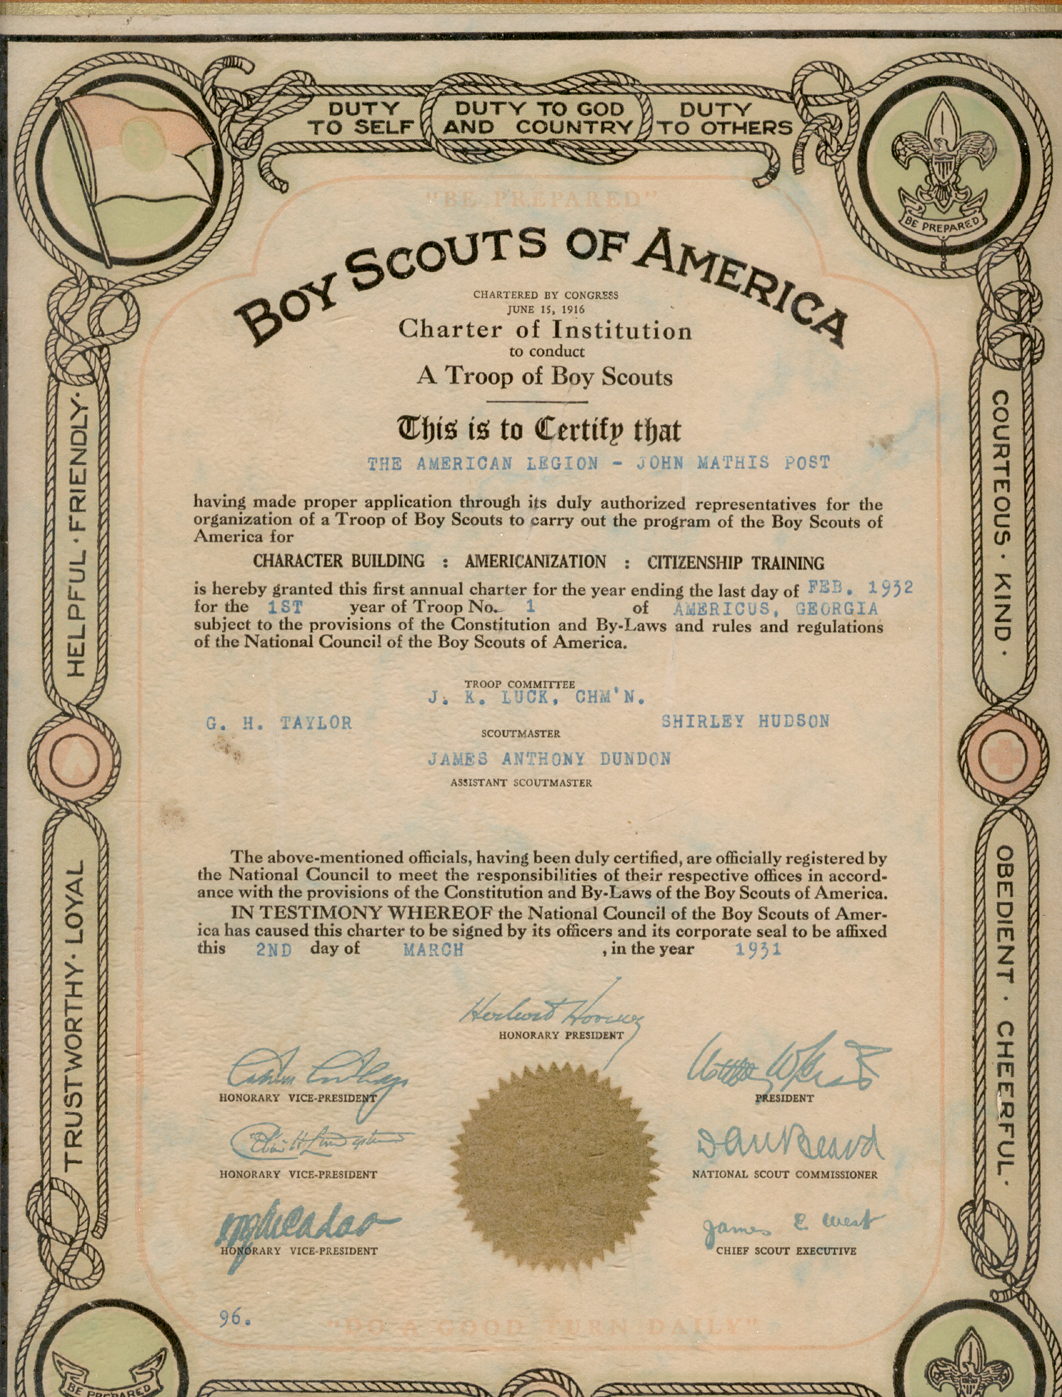 DUTY TO SELF
DUTY TO GOD AND COUNTRY
DUTY TO OTHERS
BE PREPARED
"BE PREPARED"
BOY SCOUTS OF AMERICA
CHARTERED BY CONGRESS
JUNE 15, 1916
Charter of Institution
to conduct
A Troop of Boy Scouts
This is to Certify that
THE AMERICAN LEGION - JOHN MATHIS POST
having made proper application through its duly authorized representatives for the
organization of a Troop of Boy Scouts to carry out the program of the Boy Scouts of
America for
CHARACTER BUILDING : AMERICANIZATION : CITIZENSHIP TRAINING
is hereby granted this first annual charter for the year ending the last day of FEB. 1932
for the 1ST year of Troop No. 1 of AMERICUS, GEORGIA
subject to the provisions of the Constitution and By-Laws and rules and regulations
of the National Council of the Boy Scouts of America.
TROOP COMMITTEE
J. K. LUCK, CHM'N.
G. H. TAYLOR SHIRLEY HUDSON
SCOUTMASTER
JAMES ANTHONY DUNDON
ASSISTANT SCOUTMASTER
The above-mentioned officials, having been duly certified, are officially registered by
the National Council to meet the responsibilities of their respective offices in accord-
ance with the provisions of the Constitution and By-Laws of the Boy Scouts of America.
IN TESTIMONY WHEREOF the National Council of the Boy Scouts of Amer-
ica has caused this charter to be signed by its officers and its corporate seal to be affixed
this 2ND day of MARCH , in the year 1931
Herbert Hoover
HONORARY PRESIDENT
HONORARY VICE-PRESIDENT
PRESIDENT
HONORARY VICE-PRESIDENT
Dan Beard
NATIONAL SCOUT COMMISSIONER
HONORARY VICE-PRESIDENT
James E. West
CHIEF SCOUT EXECUTIVE
96.
"DO A GOOD TURN DAILY"
TRUSTWORTHY · LOYAL
HELPFUL · FRIENDLY ·
COURTEOUS · KIND ·
OBEDIENT · CHEERFUL ·
BE PREPARED